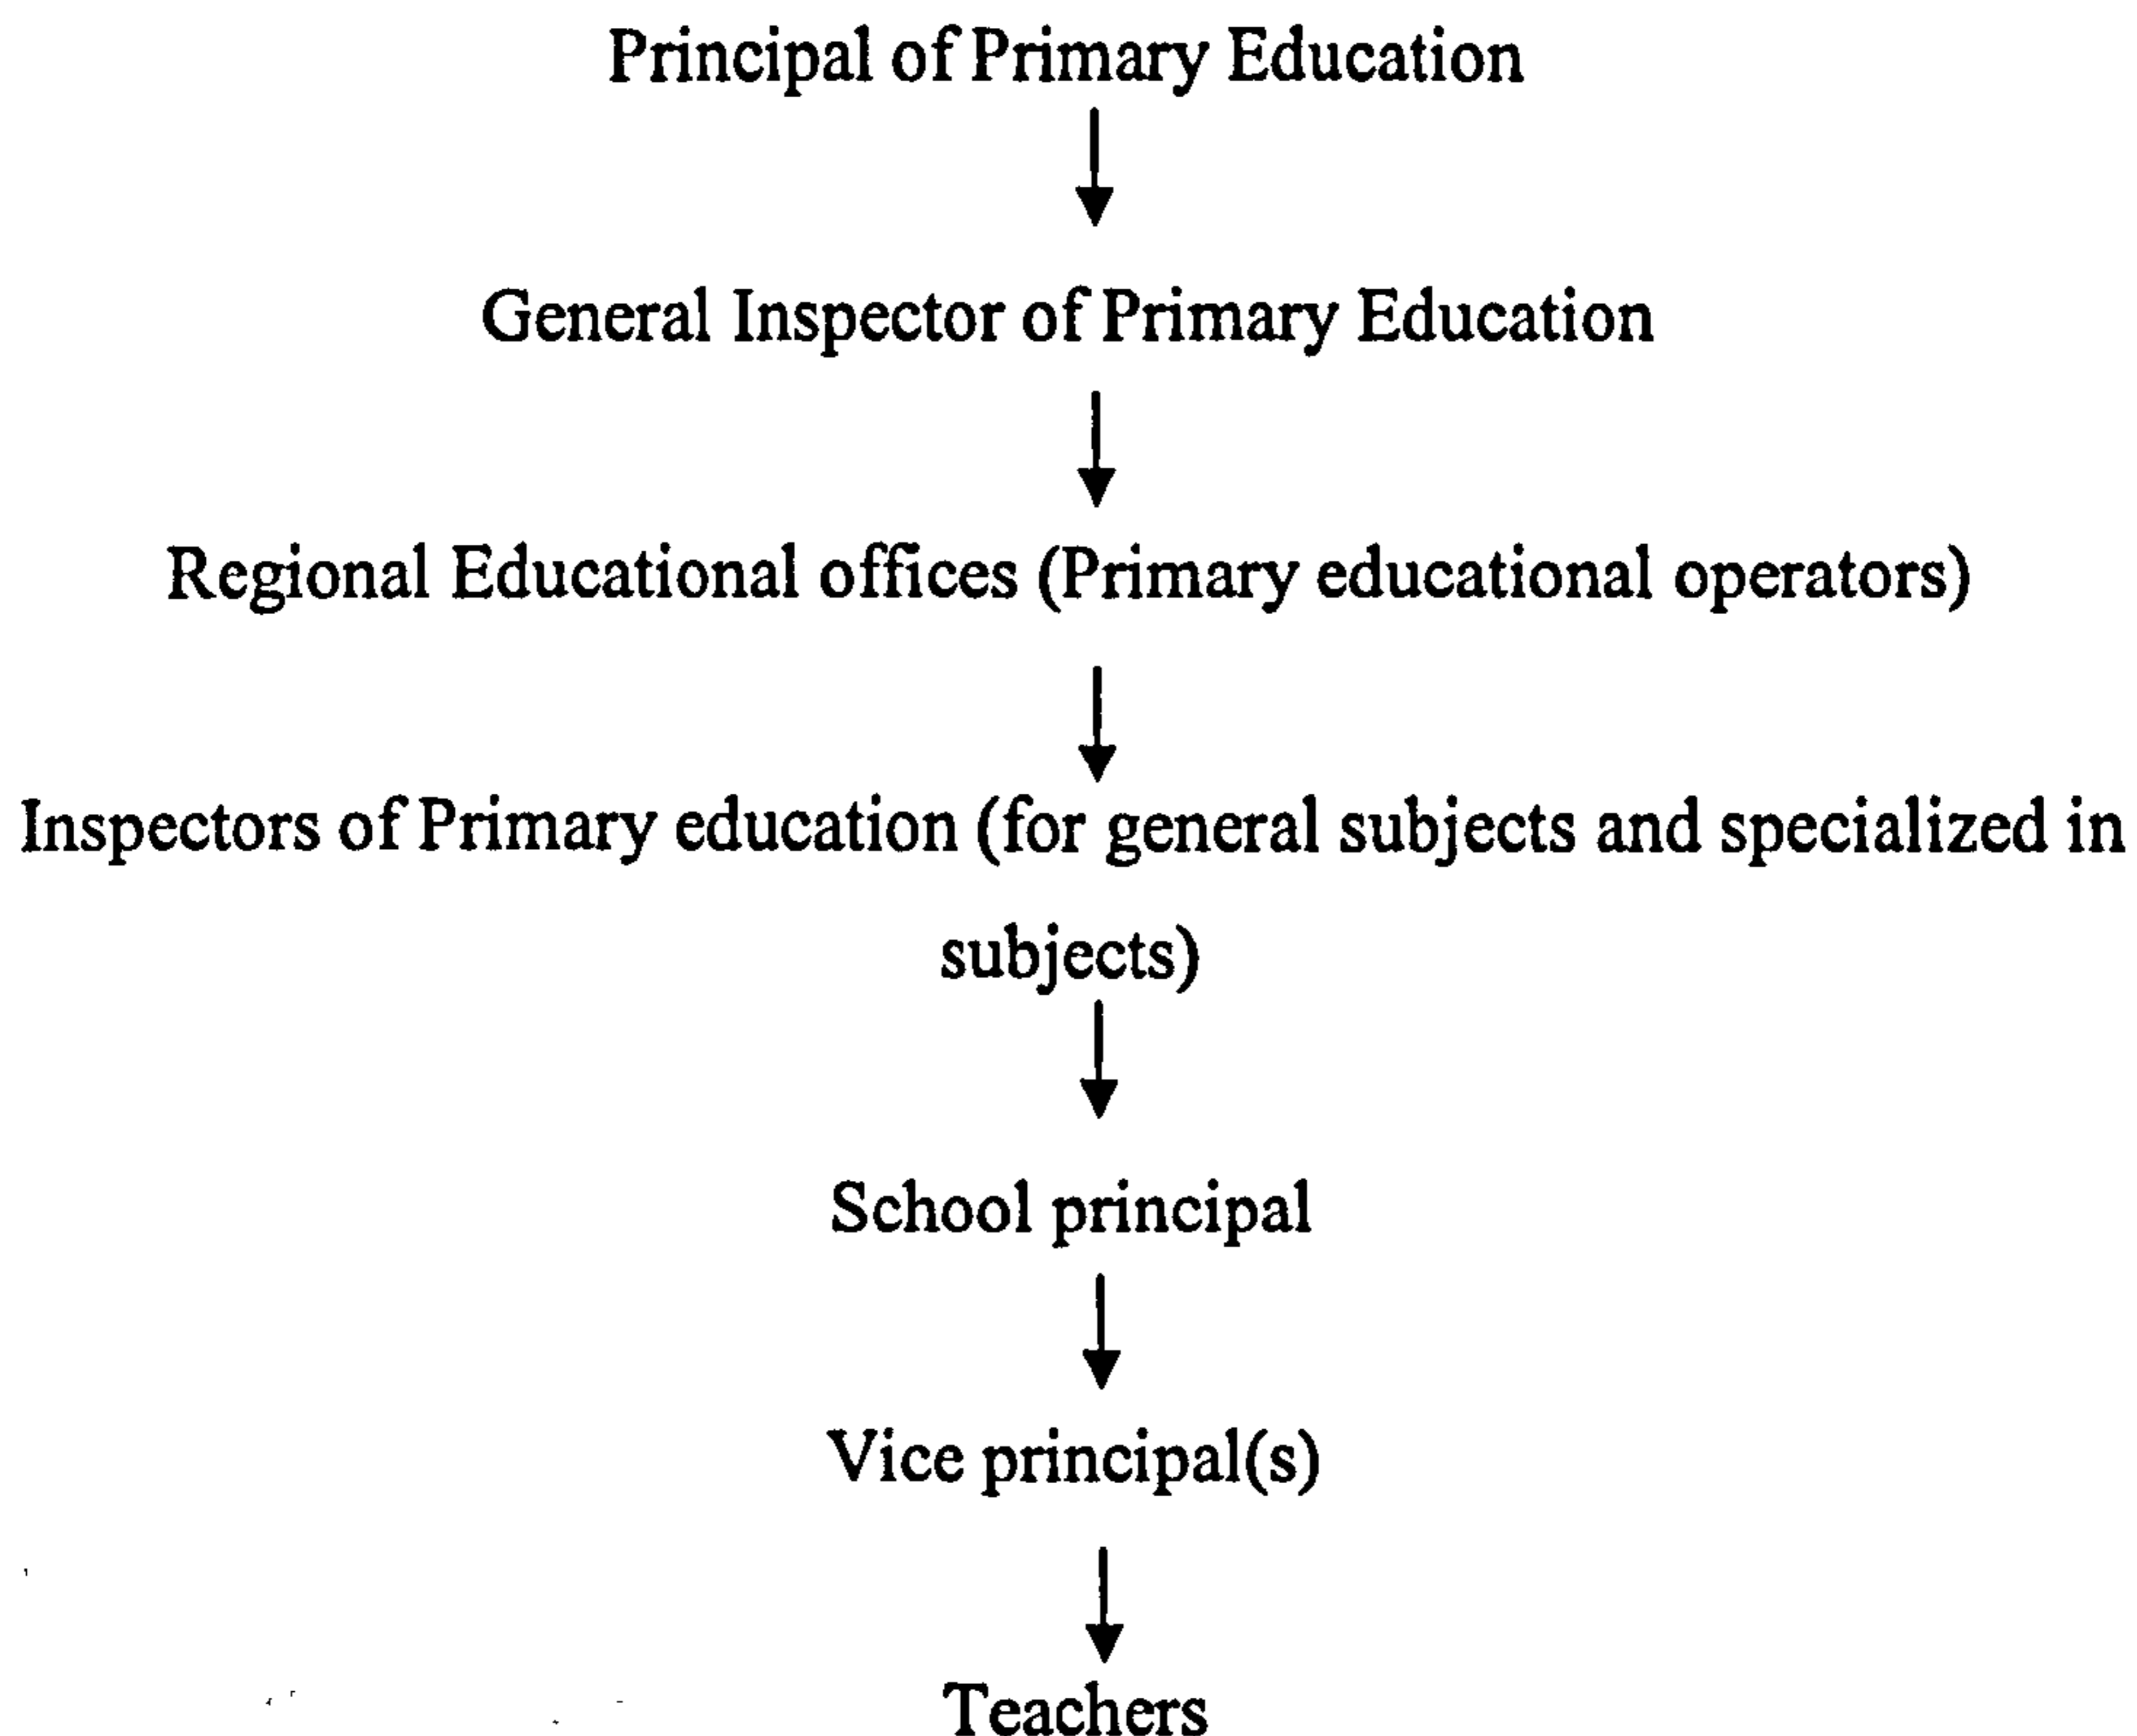 Principal of Primary Education
General Inspector of Primary Education
Regional Educational offices (Primary educational operators)
Inspectors of Primary education (for general subjects and specialized in
subjects)
School principal
Vice principal(s)
Teachers